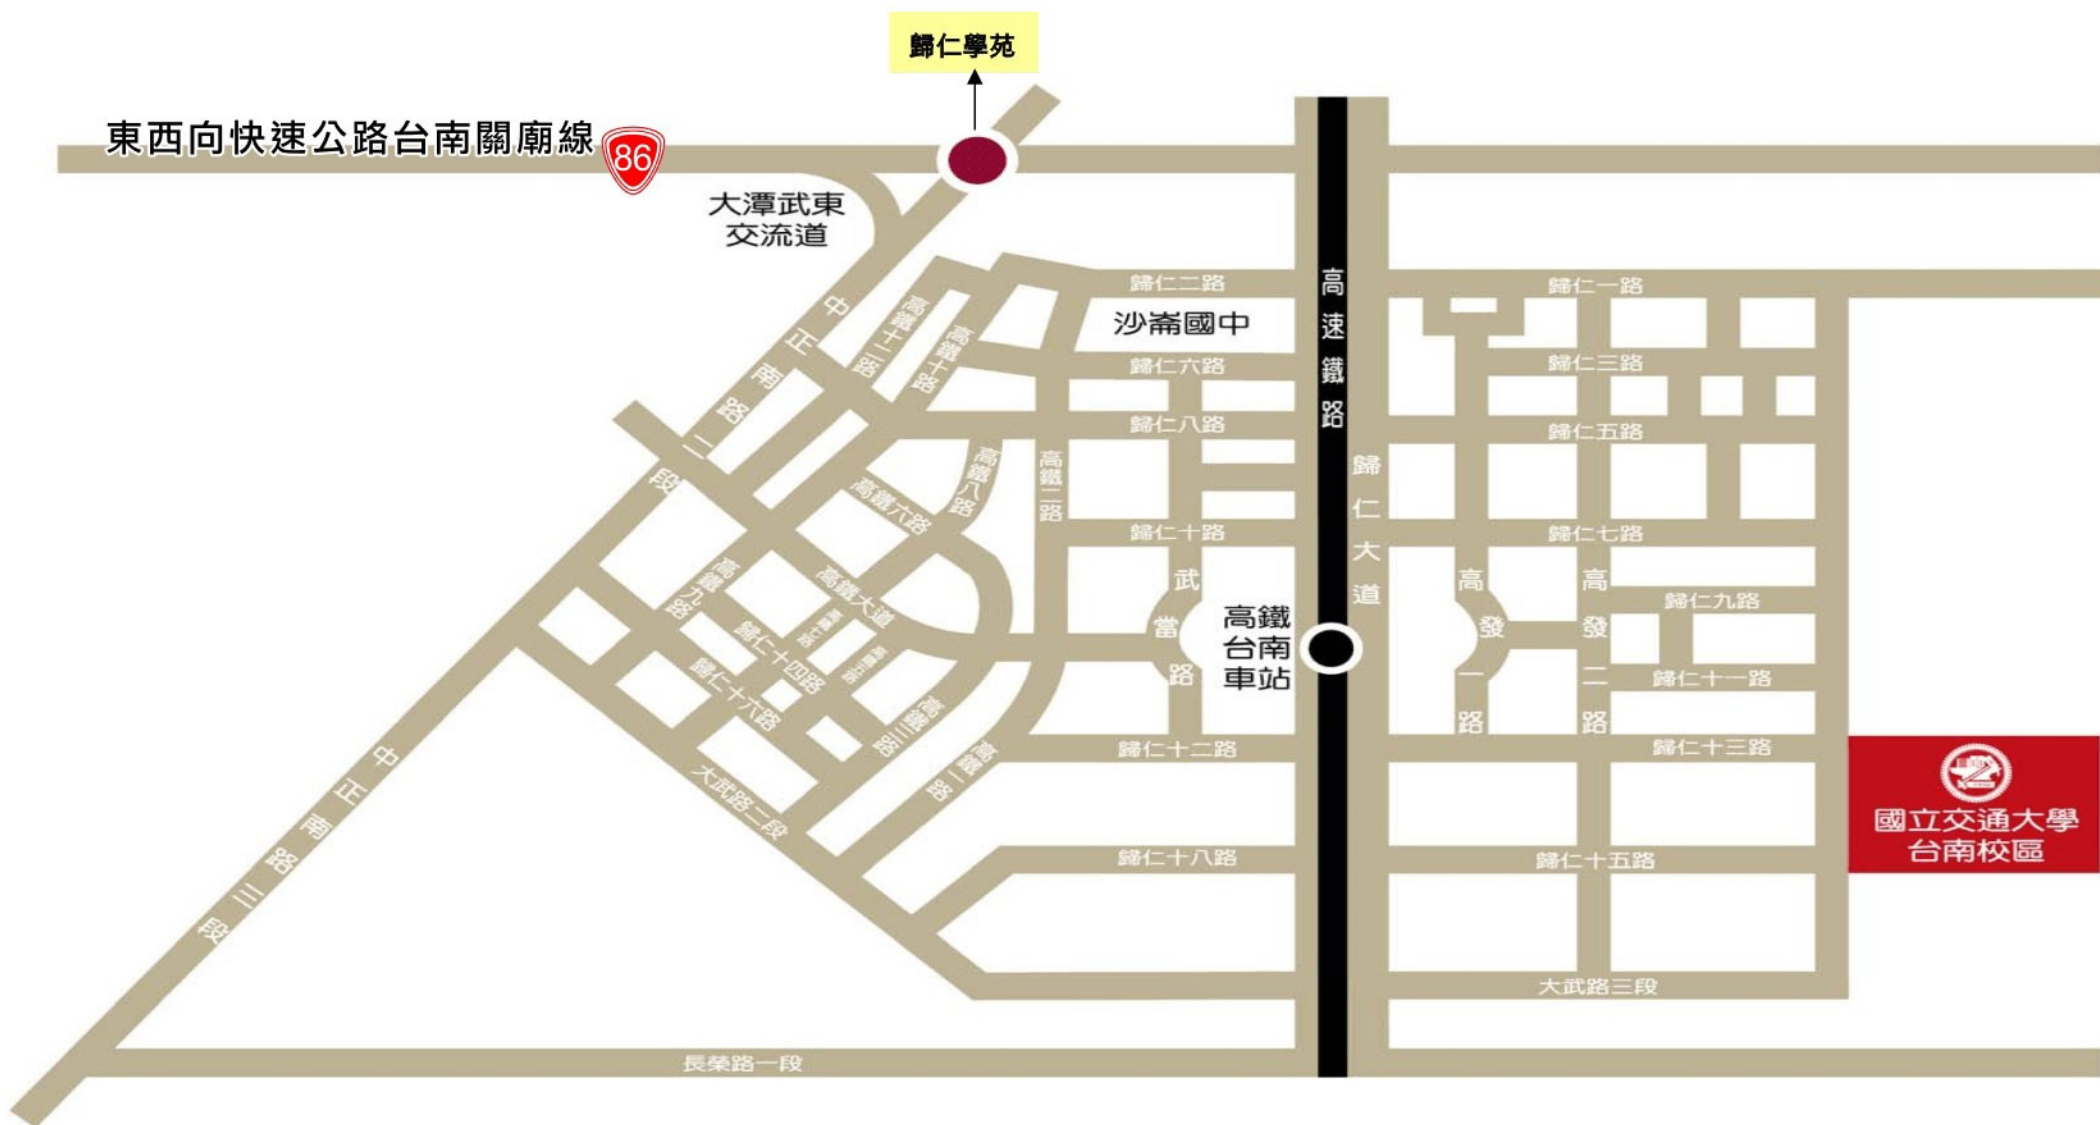 歸仁學苑
東西向快速公路台南關廟線
86
大潭武東
交流道
中正南路二段
高鐵十二路
高鐵十路
歸仁二路
沙崙國中
歸仁六路
歸仁八路
高鐵八路
高鐵六路
高鐵二路
歸仁十路
高速鐵路
歸仁大道
歸仁一路
歸仁三路
歸仁五路
歸仁七路
高鐵九路
高鐵大道
高鐵七路
高鐵五路
歸仁十四路
歸仁十六路
高鐵三路
高鐵一路
武當路
高鐵
台南
車站
高發一路
高發二路
歸仁九路
歸仁十一路
歸仁十二路
歸仁十三路
國立交通大學
台南校區
大武路二段
歸仁十八路
歸仁十五路
中正南路三段
大武路三段
長榮路一段